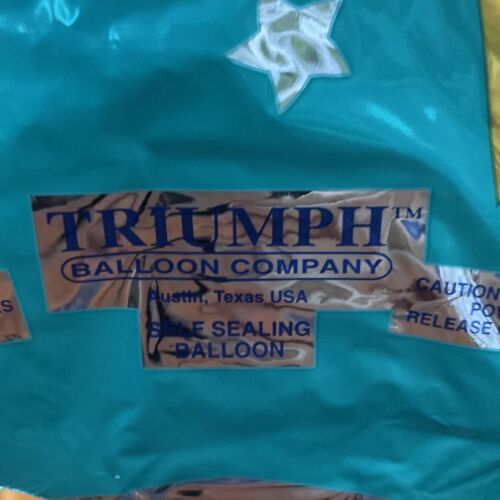 TRIUMPH™
BALLOON COMPANY
Austin, Texas USA
SELF SEALING
BALLOON
CAUTION
RELEASE